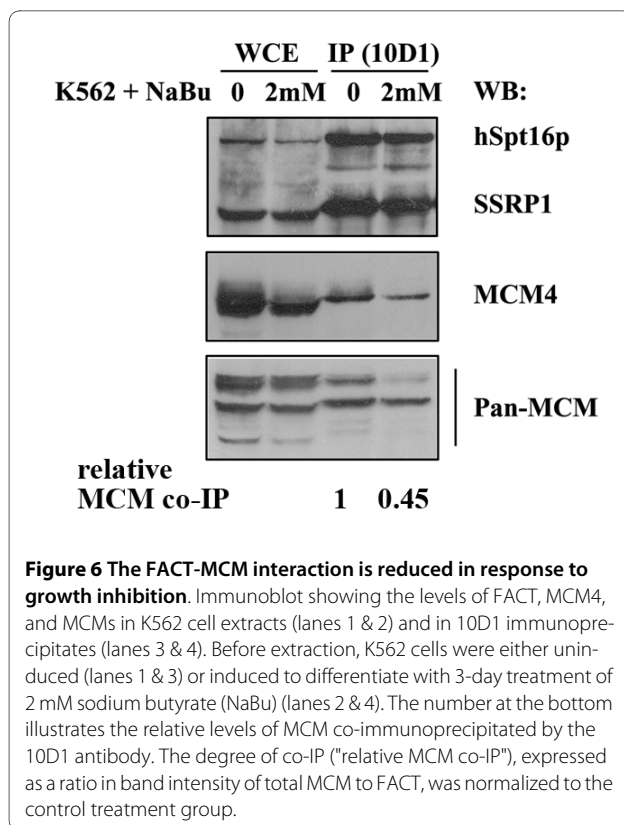 WCE IP (10D1)
K562 + NaBu 0 2mM 0 2mM WB:
hSpt16p
SSRP1
MCM4
Pan-MCM
relative
MCM co-IP 1 0.45
Figure 6 The FACT-MCM interaction is reduced in response to
growth inhibition. Immunoblot showing the levels of FACT, MCM4,
and MCMs in K562 cell extracts (lanes 1 & 2) and in 10D1 immunopre-
cipitates (lanes 3 & 4). Before extraction, K562 cells were either unin-
duced (lanes 1 & 3) or induced to differentiate with 3-day treatment of
2 mM sodium butyrate (NaBu) (lanes 2 & 4). The number at the bottom
illustrates the relative levels of MCM co-immunoprecipitated by the
10D1 antibody. The degree of co-IP ("relative MCM co-IP"), expressed
as a ratio in band intensity of total MCM to FACT, was normalized to the
control treatment group.